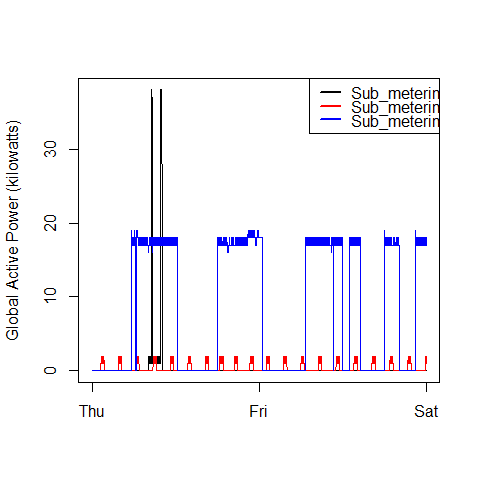 Sub_meterin
Sub_meterin
Sub_meterin
Global Active Power (kilowatts)
30
20
10
0
Thu Fri Sat